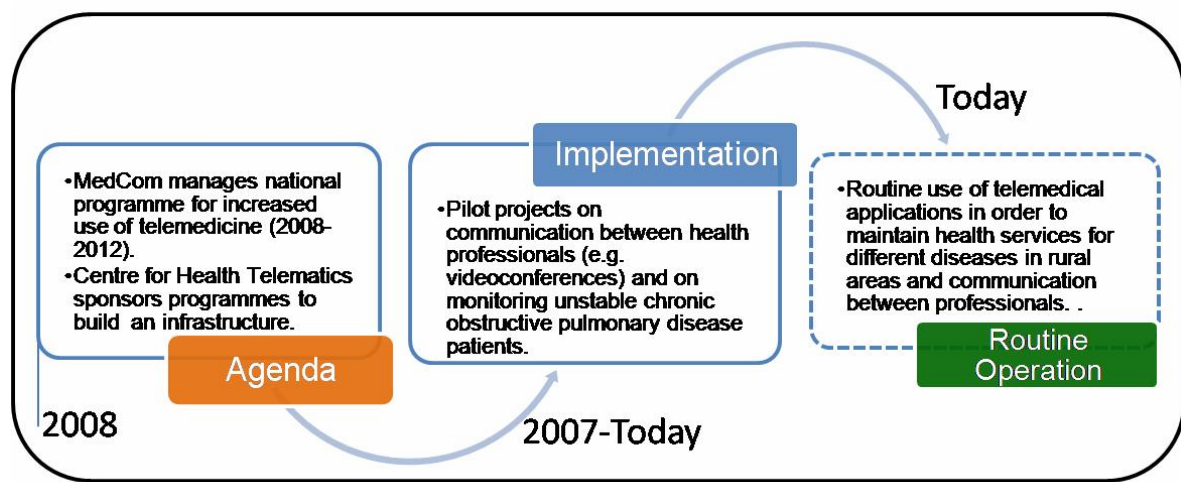 •MedCom manages national
programme for increased
use of telemedicine (2008-
2012).
•Centre for Health Telematics
sponsors programmes to
build an infrastructure.
Agenda
2008
Implementation
•Pilot projects on
communication between health
professionals (e.g.
videoconferences) and on
monitoring unstable chronic
obstructive pulmonary disease
patients.
2007-Today
Today
•Routine use of telemedical
applications in order to
maintain health services for
different diseases in rural
areas and communication
between professionals. .
Routine
Operation